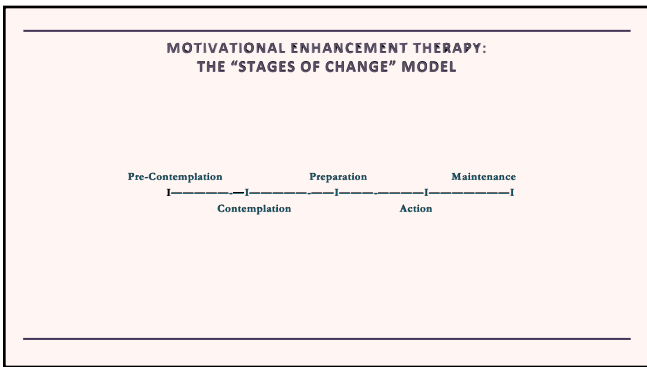 MOTIVATIONAL ENHANCEMENT THERAPY:
THE “STAGES OF CHANGE” MODEL
Pre-Contemplation Preparation Maintenance
I——————-—I——————-——I———-————-I——————————I
Contemplation Action